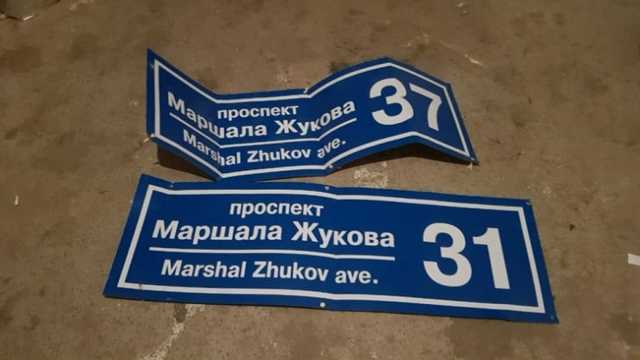 проспект
Маршала Жукова
Marshal Zhukov ave.
37
проспект
Маршала Жукова
Marshal Zhukov ave.
31